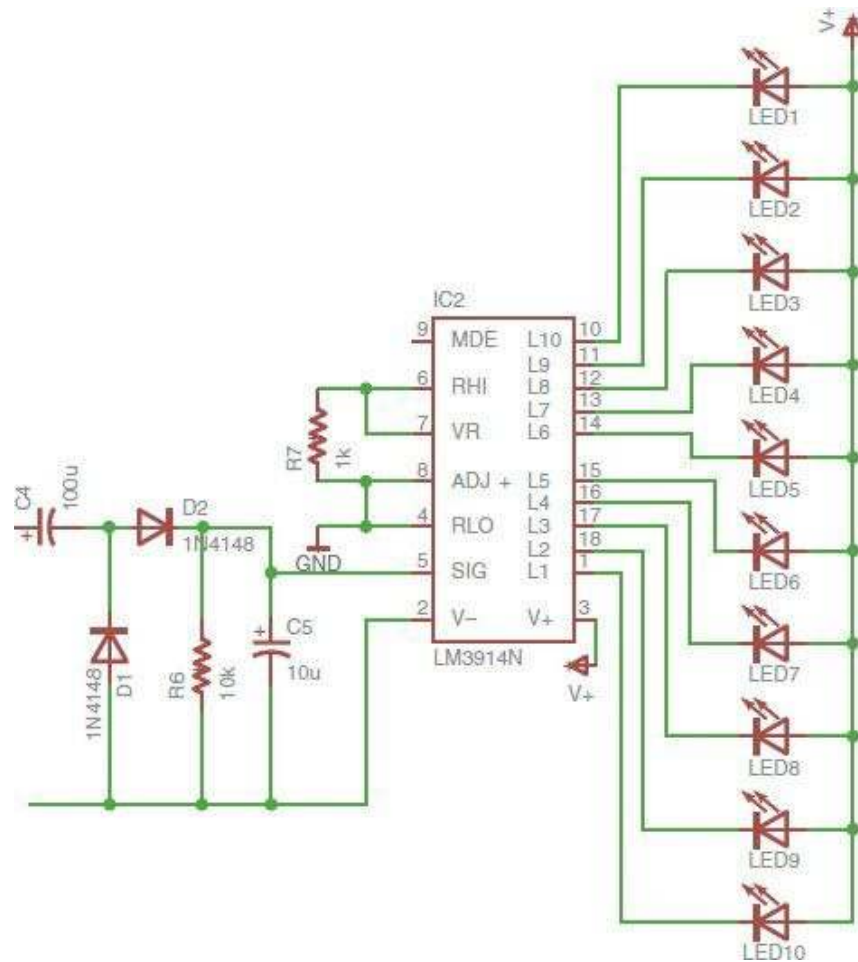 V+
LED1
LED2
LED3
LED4
LED5
LED6
LED7
LED8
LED9
LED10
IC2
9 MDE L10 10
L9 11
6 RHI L8 12
L7 13
7 VR L6 14
8 ADJ + L5 15
L4 16
4 RLO L3 17
L2 18
5 SIG L1 1
2 V- V+ 3
LM3914N
V+
R7
1k
GND
C4
+
100u
D2
1N4148
1N4148
D1
R6
10k
+
C5
10u